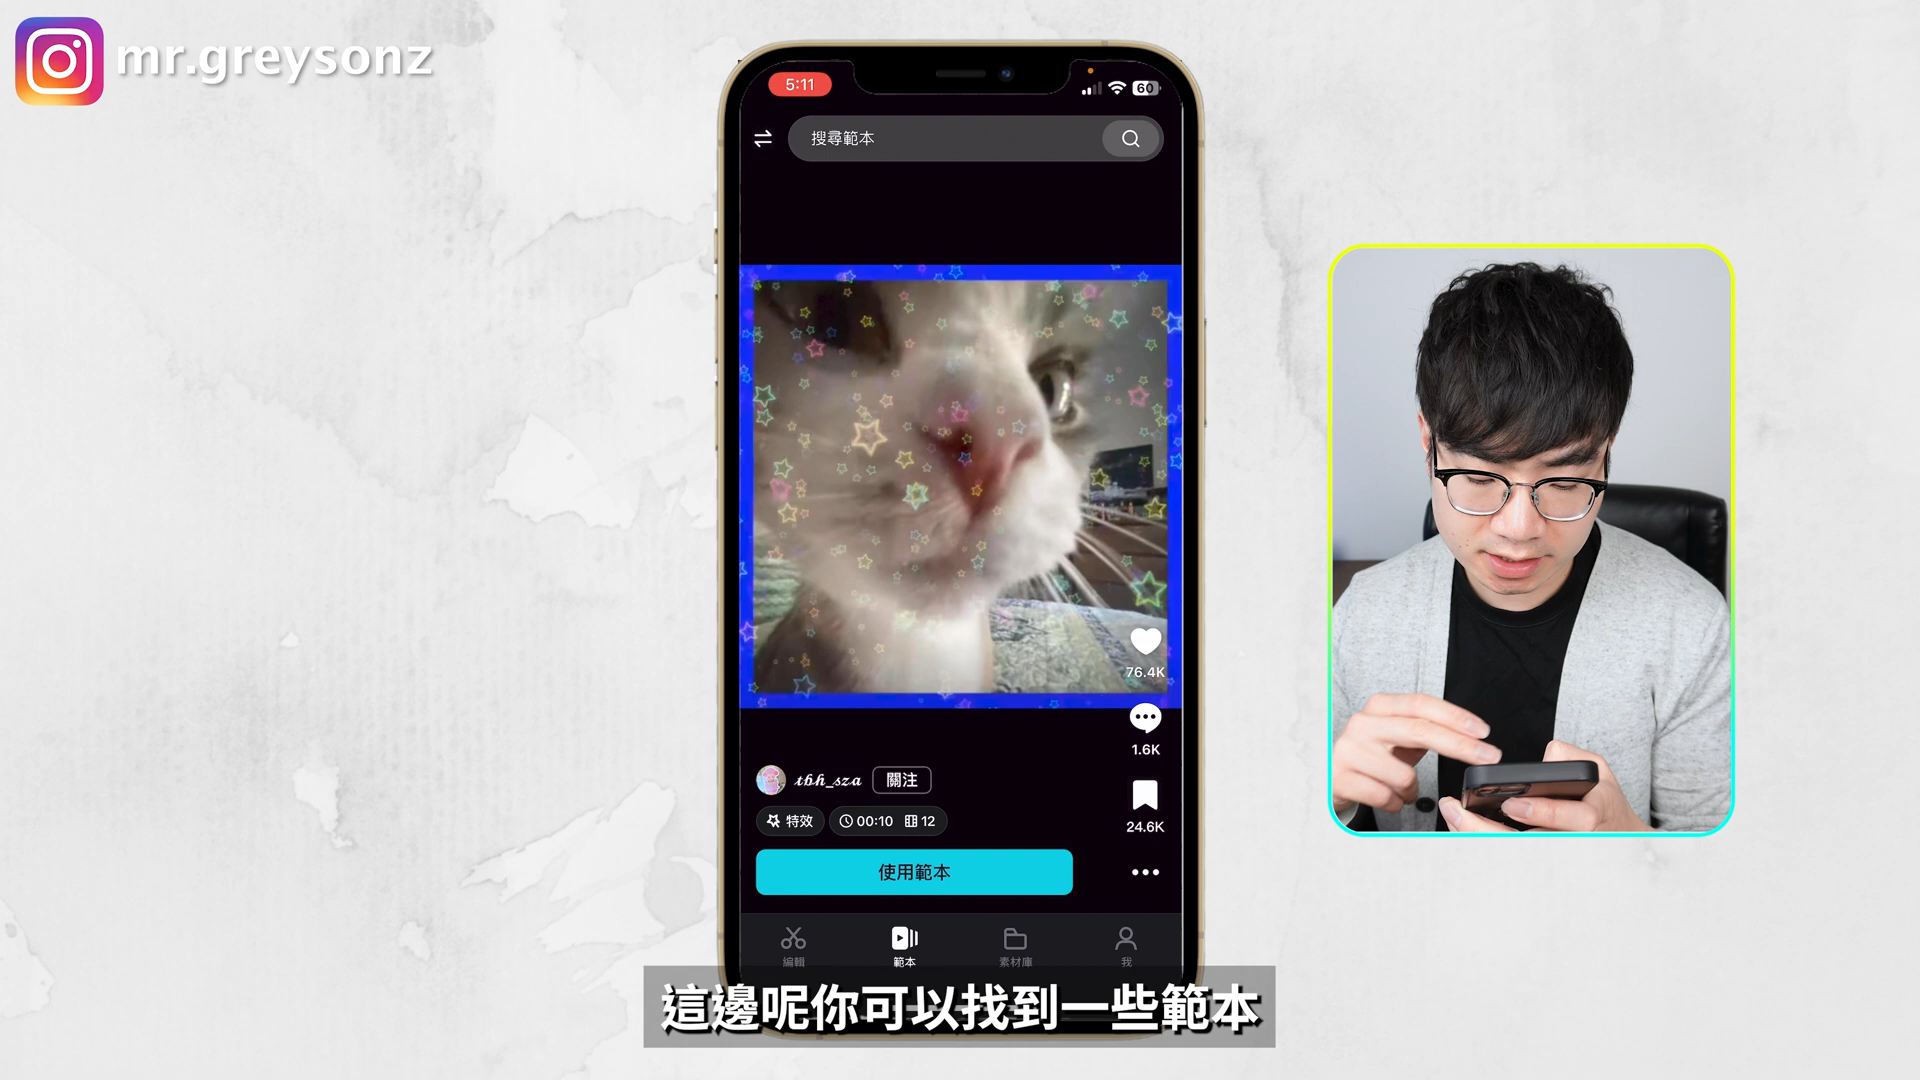 mr.greysonz
5:11
60
搜尋範本
76.4K
1.6K
tbh_sza
關注
特效
00:10
12
24.6K
使用範本
編輯
範本
素材庫
我
這邊呢你可以找到一些範本